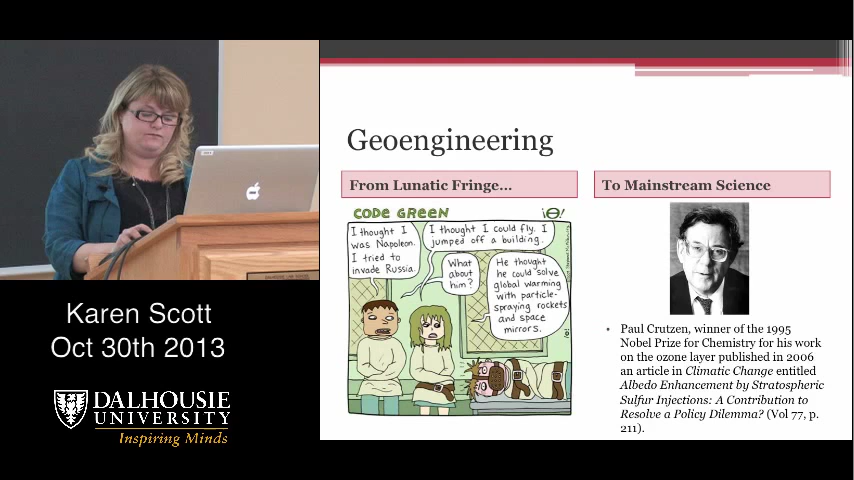 Geoengineering
From Lunatic Fringe...
To Mainstream Science
CODE GREEN
I thought I
was Napoleon.
I tried to
invade Russia.
I thought I could fly. I
jumped off a building.
What
about
him?
He thought
he could solve
global warming
with particle-
spraying rockets
and space
mirrors.
• Paul Crutzen, winner of the 1995
Nobel Prize for Chemistry for his work
on the ozone layer published in 2006
an article in Climatic Change entitled
Albedo Enhancement by Stratospheric
Sulfur Injections: A Contribution to
Resolve a Policy Dilemma? (Vol 77, p.
211).
Karen Scott
Oct 30th 2013
DALHOUSIE
UNIVERSITY
Inspiring Minds